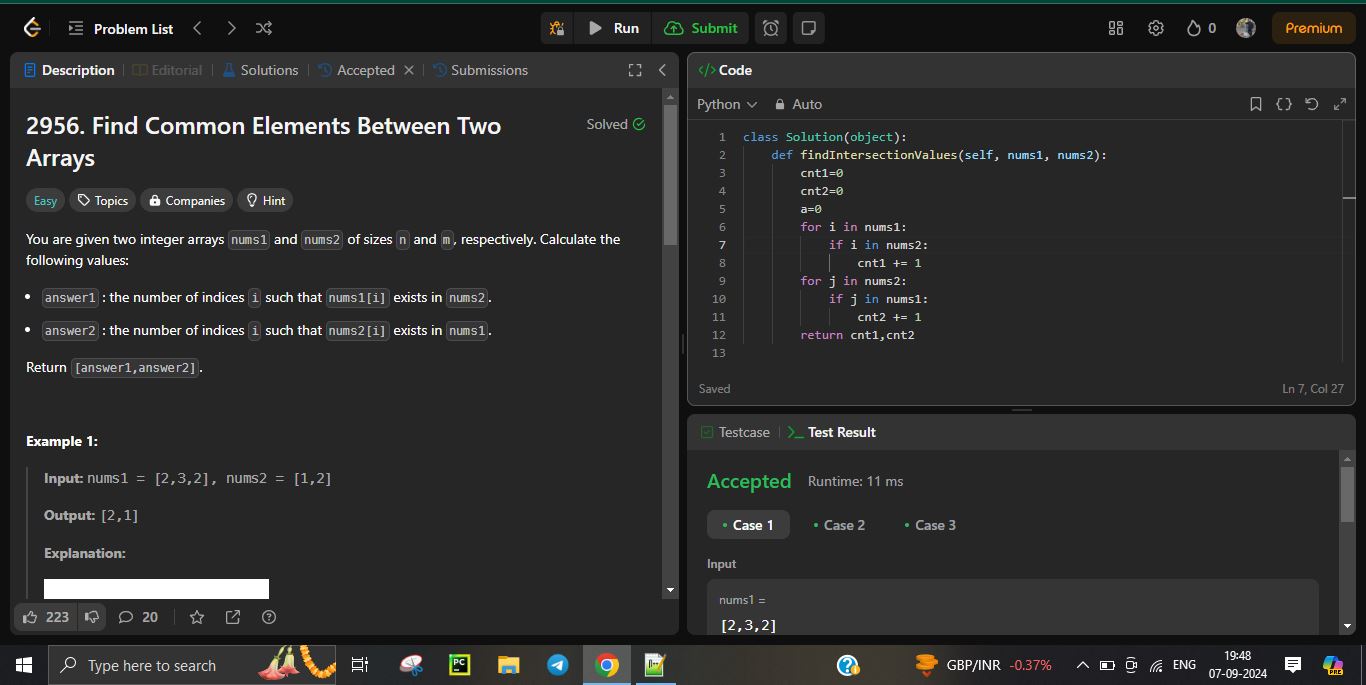 Problem List
Run
Submit
0
Premium
Description
Editorial
Solutions
Accepted
Submissions
2956. Find Common Elements Between Two
Arrays
Solved
Easy
Topics
Companies
Hint
You are given two integer arrays nums1 and nums2 of sizes n and m, respectively. Calculate the
following values:
• answer1 : the number of indices i such that nums1[i] exists in nums2.
• answer2 : the number of indices i such that nums2[i] exists in nums1.
Return [answer1,answer2].
Example 1:
Input: nums1 = [2,3,2], nums2 = [1,2]
Output: [2,1]
Explanation:
223
20
</> Code
Python
Auto
1 class Solution(object):
2 def findIntersectionValues(self, nums1, nums2):
3 cnt1=0
4 cnt2=0
5 a=0
6 for i in nums1:
7 if i in nums2:
8 cnt1 += 1
9 for j in nums2:
10 if j in nums1:
11 cnt2 += 1
12 return cnt1,cnt2
13
Saved
Ln 7, Col 27
Testcase
>_ Test Result
Accepted
Runtime: 11 ms
• Case 1
• Case 2
• Case 3
Input
nums1 =
[2,3,2]
Type here to search
PC
GBP/INR -0.37%
ENG
19:48
07-09-2024